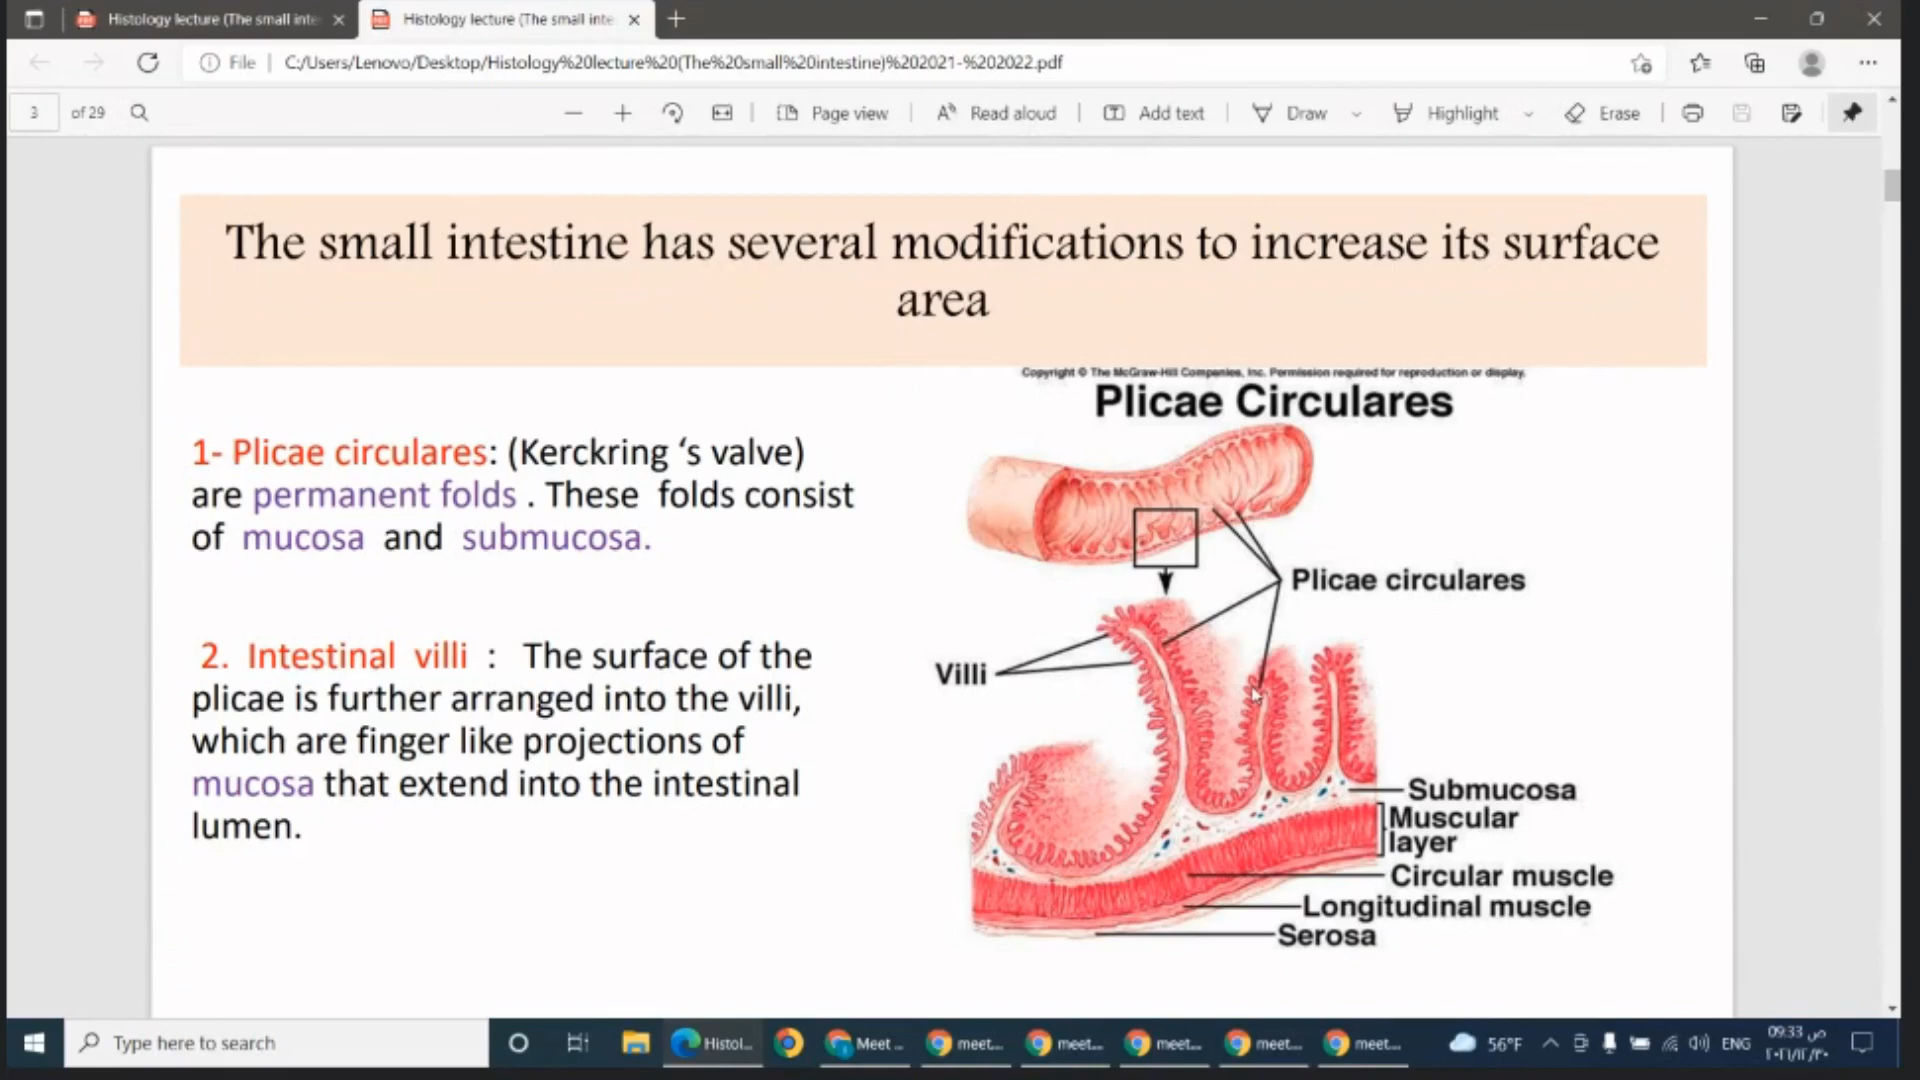 Histology lecture (The small inte
Histology lecture (The small inte
File
C:/Users/Lenovo/Desktop/Histology%20lecture%20(The%20small%20intestine)%202021-%202022.pdf
3 of 29
Page view
Read aloud
Add text
Draw
Highlight
Erase
The small intestine has several modifications to increase its surface
area
Copyright © The McGraw-Hill Companies, Inc. Permission required for reproduction or display.
Plicae Circulares
1- Plicae circulares: (Kerckring ‘s valve)
are permanent folds . These folds consist
of mucosa and submucosa.
2. Intestinal villi : The surface of the
plicae is further arranged into the villi,
which are finger like projections of
mucosa that extend into the intestinal
lumen.
Plicae circulares
Villi
Submucosa
Muscular
layer
Circular muscle
Longitudinal muscle
Serosa
Type here to search
Histol...
Meet ...
meet...
meet...
meet...
meet...
meet...
56°F
ENG
09:33 ص